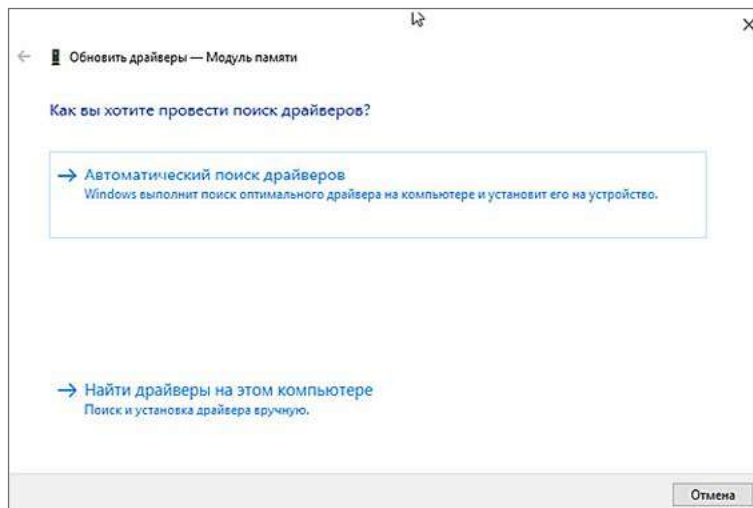 Обновить драйверы — Модуль памяти
Как вы хотите провести поиск драйверов?
Автоматический поиск драйверов
Windows выполнит поиск оптимального драйвера на компьютере и установит его на устройство.
Найти драйверы на этом компьютере
Поиск и установка драйвера вручную.
Отмена